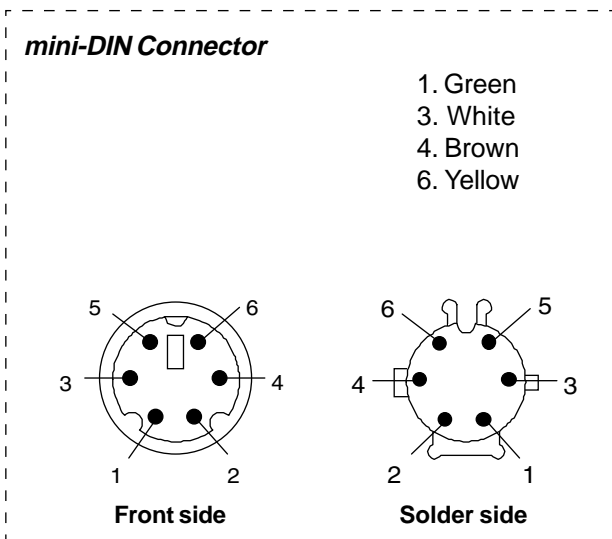 mini-DIN Connector
1. Green
3. White
4. Brown
6. Yellow
5 6
3 4
1 2
Front side
6 5
4 3
2 1
Solder side